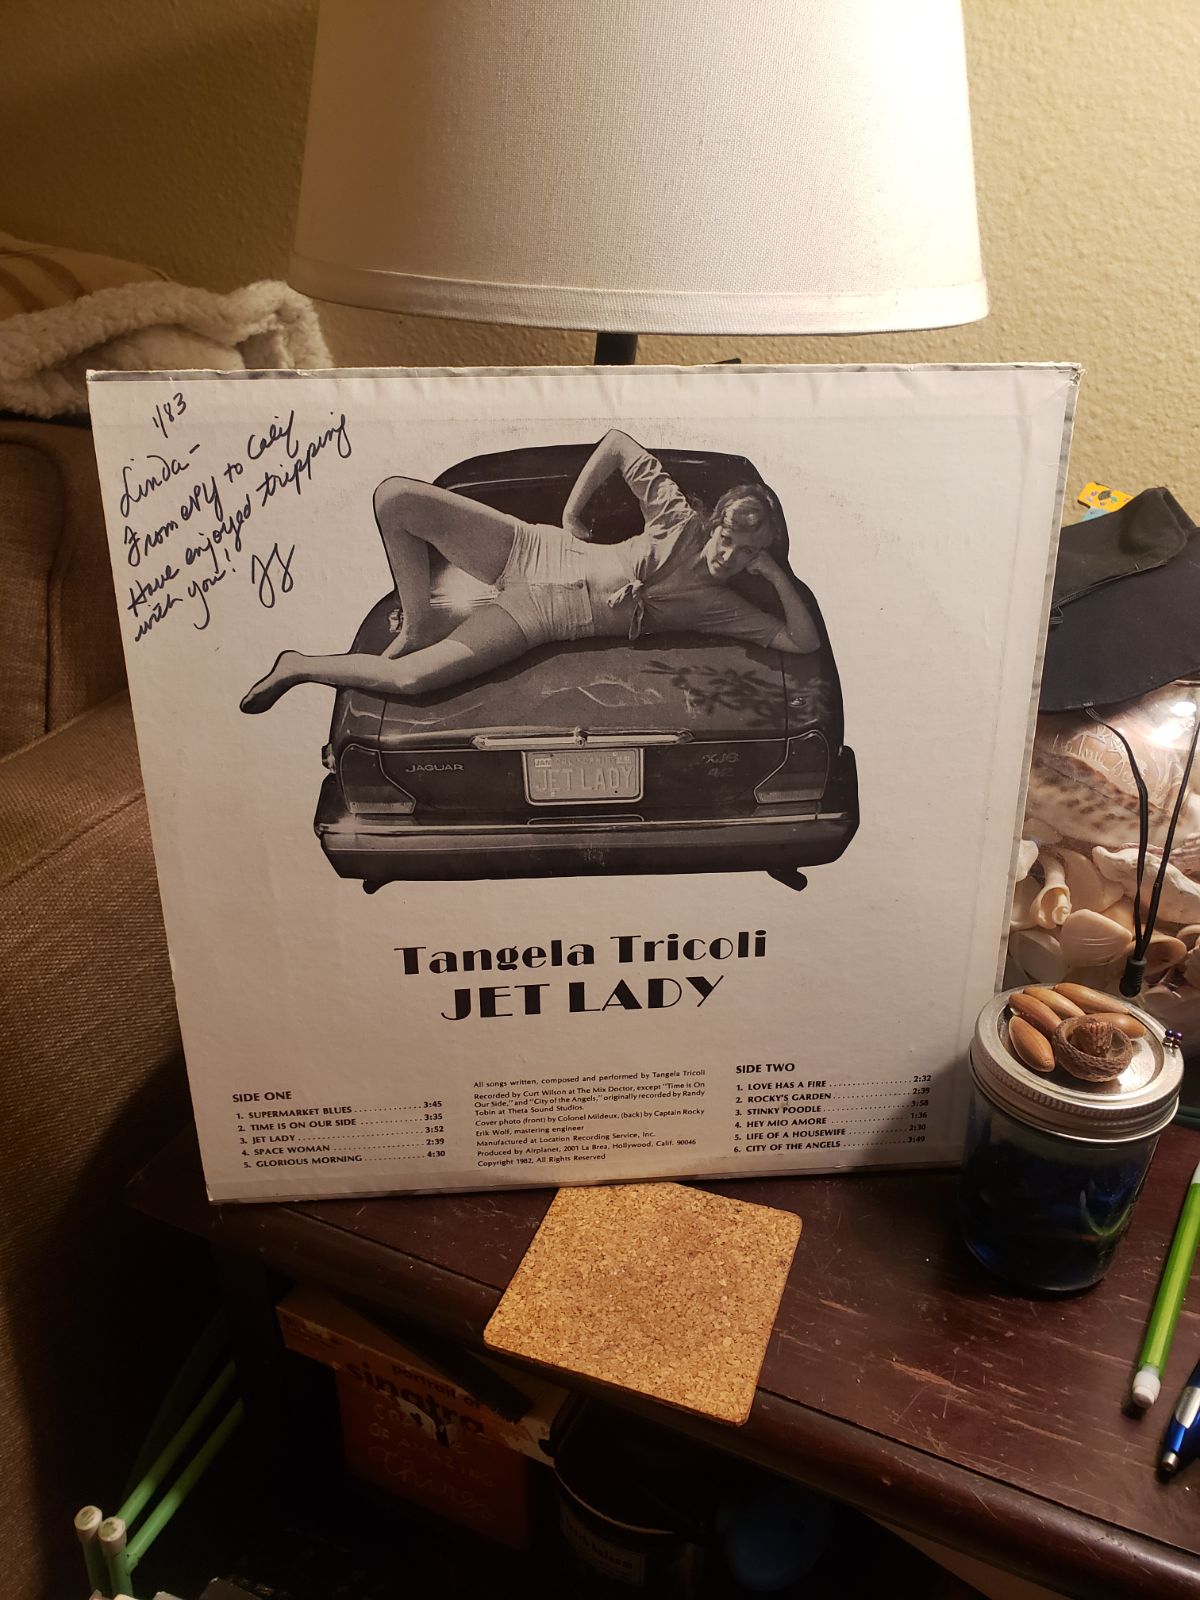 1/83
Linda-
From NY to Calif
Have enjoyed tripping
with you!
JAGUAR
CALIFORNIA
JET LADY
XJS
Tangela Tricoli
JET LADY
SIDE ONE
1. SUPERMARKET BLUES.............3:45
2. TIME IS ON OUR SIDE............3:35
3. JET LADY.......................3:52
4. SPACE WOMAN....................2:39
5. GLORIOUS MORNING...............4:30
All songs written, composed and performed by Tangela Tricoli
Recorded by Curt Wilson at The Mix Doctor, except "Time is On
Our Side," and "City of the Angels," originally recorded by Randy
Tobin at Theta Sound Studios.
Cover photo (front) by Colonel Mildeux, (back) by Captain Rocky
Erik Wolf, mastering engineer
Manufactured at Location Recording Service, Inc.
Produced by Airplanet, 2001 La Brea, Hollywood, Calif. 90046
Copyright 1982, All Rights Reserved
SIDE TWO
1. LOVE HAS A FIRE................2:32
2. ROCKY'S GARDEN.................2:39
3. STINKY POODLE..................3:58
4. HEY MIO AMORE..................1:36
5. LIFE OF A HOUSEWIFE............2:30
6. CITY OF THE ANGELS.............3:49
portrait of
sinatra